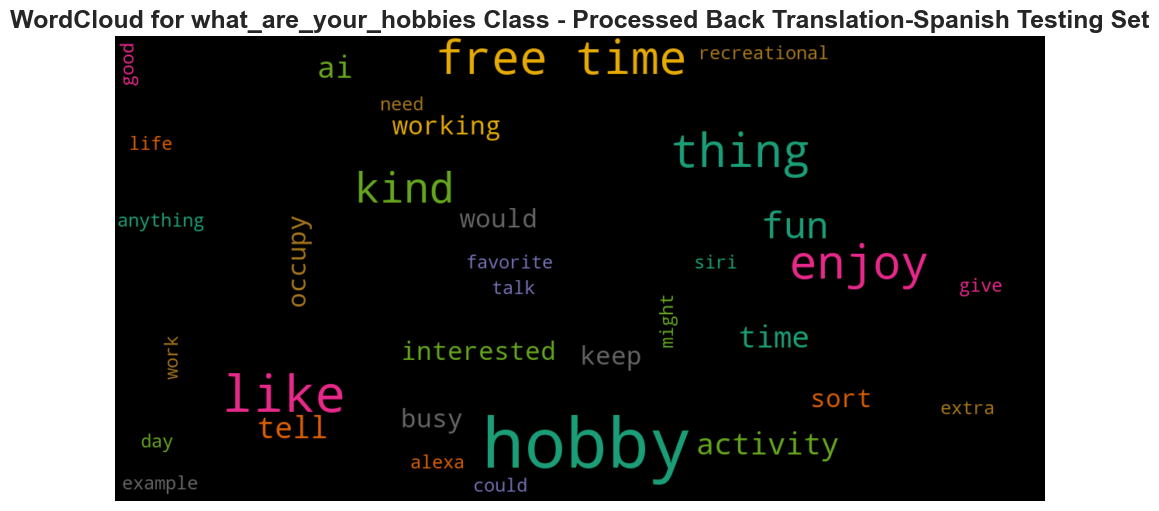 WordCloud for what_are_your_hobbies Class - Processed Back Translation-Spanish Testing Set
good
ai
free time
recreational
need
working
life
thing
kind
anything
would
fun
occupy
favorite
siri
enjoy
talk
give
might
work
interested
keep
time
like
tell
busy
sort
extra
day
hobby
activity
alexa
example
could